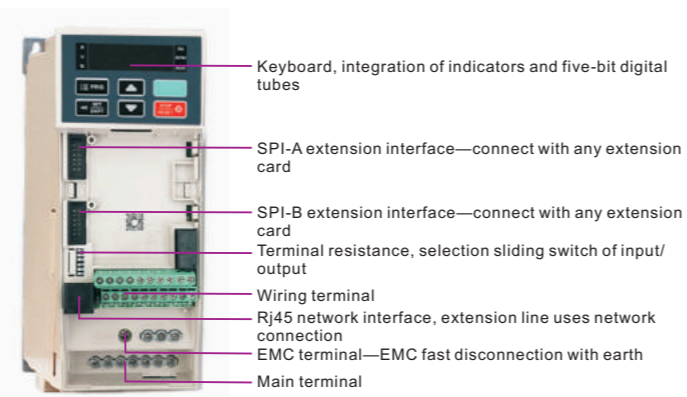 PRG
Keyboard, integration of indicators and five-bit digital
tubes
SPI-A extension interface—connect with any extension
card
SPI-B extension interface—connect with any extension
card
Terminal resistance, selection sliding switch of input/
output
Wiring terminal
Rj45 network interface, extension line uses network
connection
EMC terminal—EMC fast disconnection with earth
Main terminal